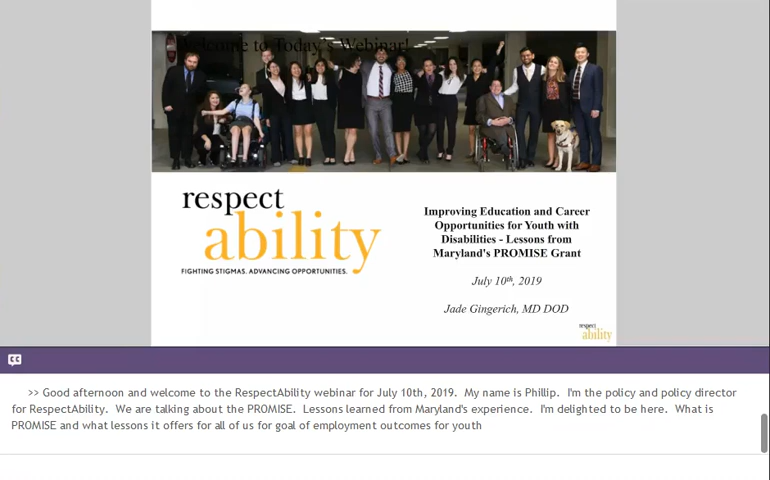 Welcome to Today's Webinar!
respect
ability
FIGHTING STIGMAS. ADVANCING OPPORTUNITIES.
Improving Education and Career
Opportunities for Youth with
Disabilities - Lessons from
Maryland's PROMISE Grant
July 10th, 2019
Jade Gingerich, MD DOD
respect
ability
CC
>> Good afternoon and welcome to the RespectAbility webinar for July 10th, 2019. My name is Phillip. I'm the policy and policy director
for RespectAbility. We are talking about the PROMISE. Lessons learned from Maryland's experience. I'm delighted to be here. What is
PROMISE and what lessons it offers for all of us for goal of employment outcomes for youth